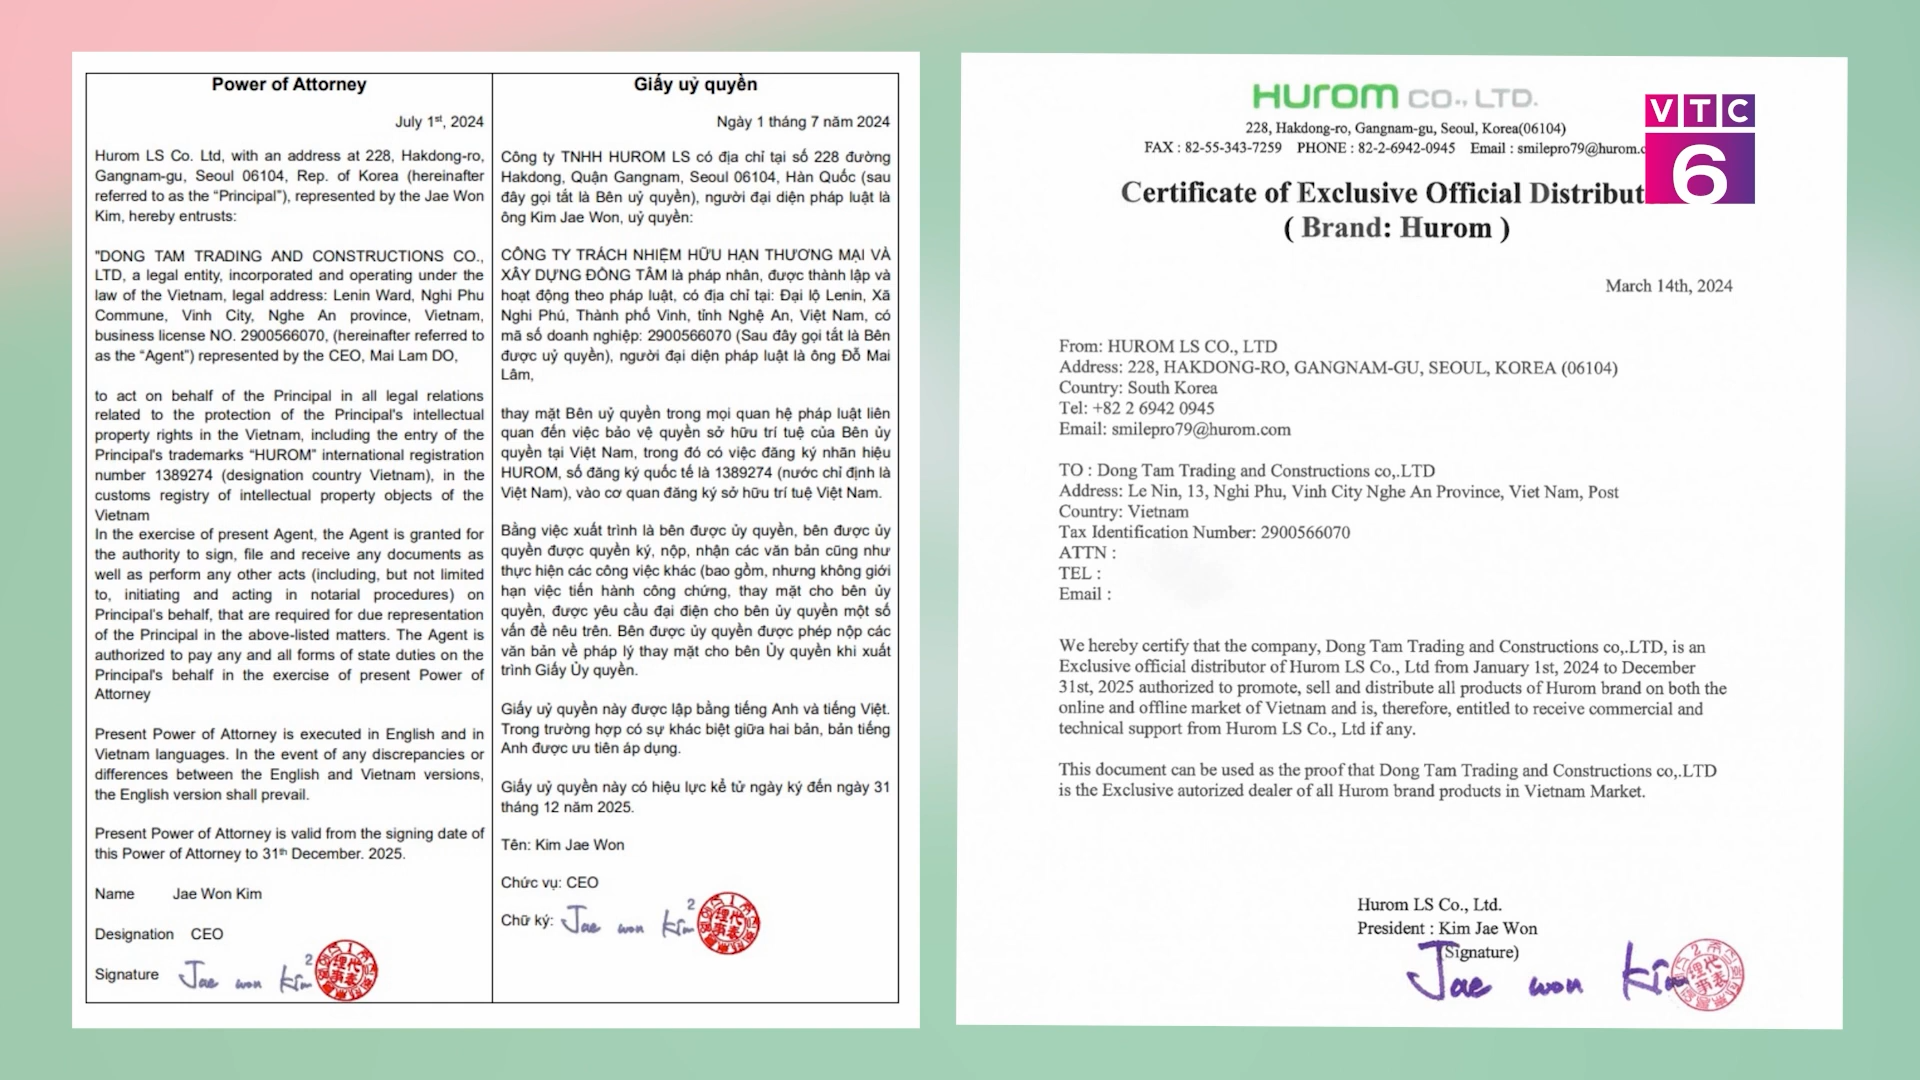 Power of Attorney
July 1st, 2024
Hurom LS Co. Ltd, with an address at 228, Hakdong-ro,
Gangnam-gu, Seoul 06104, Rep. of Korea (hereinafter
referred to as the “Principal”), represented by the Jae Won
Kim, hereby entrusts:
"DONG TAM TRADING AND CONSTRUCTIONS CO.,
LTD, a legal entity, incorporated and operating under the
law of the Vietnam, legal address: Lenin Ward, Nghi Phu
Commune, Vinh City, Nghe An province, Vietnam,
business license NO. 2900566070, (hereinafter referred to
as the “Agent”) represented by the CEO, Mai Lam DO,
to act on behalf of the Principal in all legal relations
related to the protection of the Principal's intellectual
property rights in the Vietnam, including the entry of the
Principal's trademarks “HUROM” international registration
number 1389274 (designation country Vietnam), in the
customs registry of intellectual property objects of the
Vietnam
In the exercise of present Agent, the Agent is granted for
the authority to sign, file and receive any documents as
well as perform any other acts (including, but not limited
to, initiating and acting in notarial procedures) on
Principal's behalf, that are required for due representation
of the Principal in the above-listed matters. The Agent is
authorized to pay any and all forms of state duties on the
Principal's behalf in the exercise of present Power of
Attorney
Present Power of Attorney is executed in English and in
Vietnam languages. In the event of any discrepancies or
differences between the English and Vietnam versions,
the English version shall prevail.
Present Power of Attorney is valid from the signing date of
this Power of Attorney to 31th December. 2025.
Name Jae Won Kim
Designation CEO
Signature Jae won Kim 2
Giấy uỷ quyền
Ngày 1 tháng 7 năm 2024
Công ty TNHH HUROM LS có địa chỉ tại số 228 đường
Hakdong, Quận Gangnam, Seoul 06104, Hàn Quốc (sau
đây gọi tắt là Bên uỷ quyền), người đại diện pháp luật là
ông Kim Jae Won, uỷ quyền:
CÔNG TY TRÁCH NHIỆM HỮU HẠN THƯƠNG MẠI VÀ
XÂY DỰNG ĐỒNG TÂM là pháp nhân, được thành lập và
hoạt động theo pháp luật, có địa chỉ tại: Đại lộ Lenin, Xã
Nghi Phú, Thành phố Vinh, tỉnh Nghệ An, Việt Nam, có
mã số doanh nghiệp: 2900566070 (Sau đây gọi tắt là Bên
được uỷ quyền), người đại diện pháp luật là ông Đỗ Mai
Lâm,
thay mặt Bên uỷ quyền trong mọi quan hệ pháp luật liên
quan đến việc bảo vệ quyền sở hữu trí tuệ của Bên ủy
quyền tại Việt Nam, trong đó có việc đăng ký nhãn hiệu
HUROM, số đăng ký quốc tế là 1389274 (nước chỉ định là
Việt Nam), vào cơ quan đăng ký sở hữu trí tuệ Việt Nam.
Bằng việc xuất trình là bên được ủy quyền, bên được ủy
quyền được quyền ký, nộp, nhận các văn bản cũng như
thực hiện các công việc khác (bao gồm, nhưng không giới
hạn việc tiến hành công chứng, thay mặt cho bên ủy
quyền, được yêu cầu đại điện cho bên ủy quyền một số
vấn đề nêu trên. Bên được ủy quyền được phép nộp các
văn bản về pháp lý thay mặt cho bên Ủy quyền khi xuất
trình Giấy Ủy quyền.
Giấy uỷ quyền này được lập bằng tiếng Anh và tiếng Việt.
Trong trường hợp có sự khác biệt giữa hai bản, bản tiếng
Anh được ưu tiên áp dụng.
Giấy uỷ quyền này có hiệu lực kể từ ngày ký đến ngày 31
tháng 12 năm 2025.
Tên: Kim Jae Won
Chức vụ: CEO
Chữ ký: Jae won Kim 2
HUROM CO., LTD.
228, Hakdong-ro, Gangnam-gu, Seoul, Korea(06104)
FAX : 82-55-343-7259 PHONE : 82-2-6942-0945 Email : smilepro79@hurom.c
VTC
6
Certificate of Exclusive Official Distribut
( Brand: Hurom )
March 14th, 2024
From: HUROM LS CO., LTD
Address: 228, HAKDONG-RO, GANGNAM-GU, SEOUL, KOREA (06104)
Country: South Korea
Tel: +82 2 6942 0945
Email: smilepro79@hurom.com
TO : Dong Tam Trading and Constructions co,.LTD
Address: Le Nin, 13, Nghi Phu, Vinh City Nghe An Province, Viet Nam, Post
Country: Vietnam
Tax Identification Number: 2900566070
ATTN :
TEL :
Email :
We hereby certify that the company, Dong Tam Trading and Constructions co,.LTD, is an
Exclusive official distributor of Hurom LS Co., Ltd from January 1st, 2024 to December
31st, 2025 authorized to promote, sell and distribute all products of Hurom brand on both the
online and offline market of Vietnam and is, therefore, entitled to receive commercial and
technical support from Hurom LS Co., Ltd if any.
This document can be used as the proof that Dong Tam Trading and Constructions co,.LTD
is the Exclusive autorized dealer of all Hurom brand products in Vietnam Market.
Hurom LS Co., Ltd.
President : Kim Jae Won
(Signature)
Jae won Kim